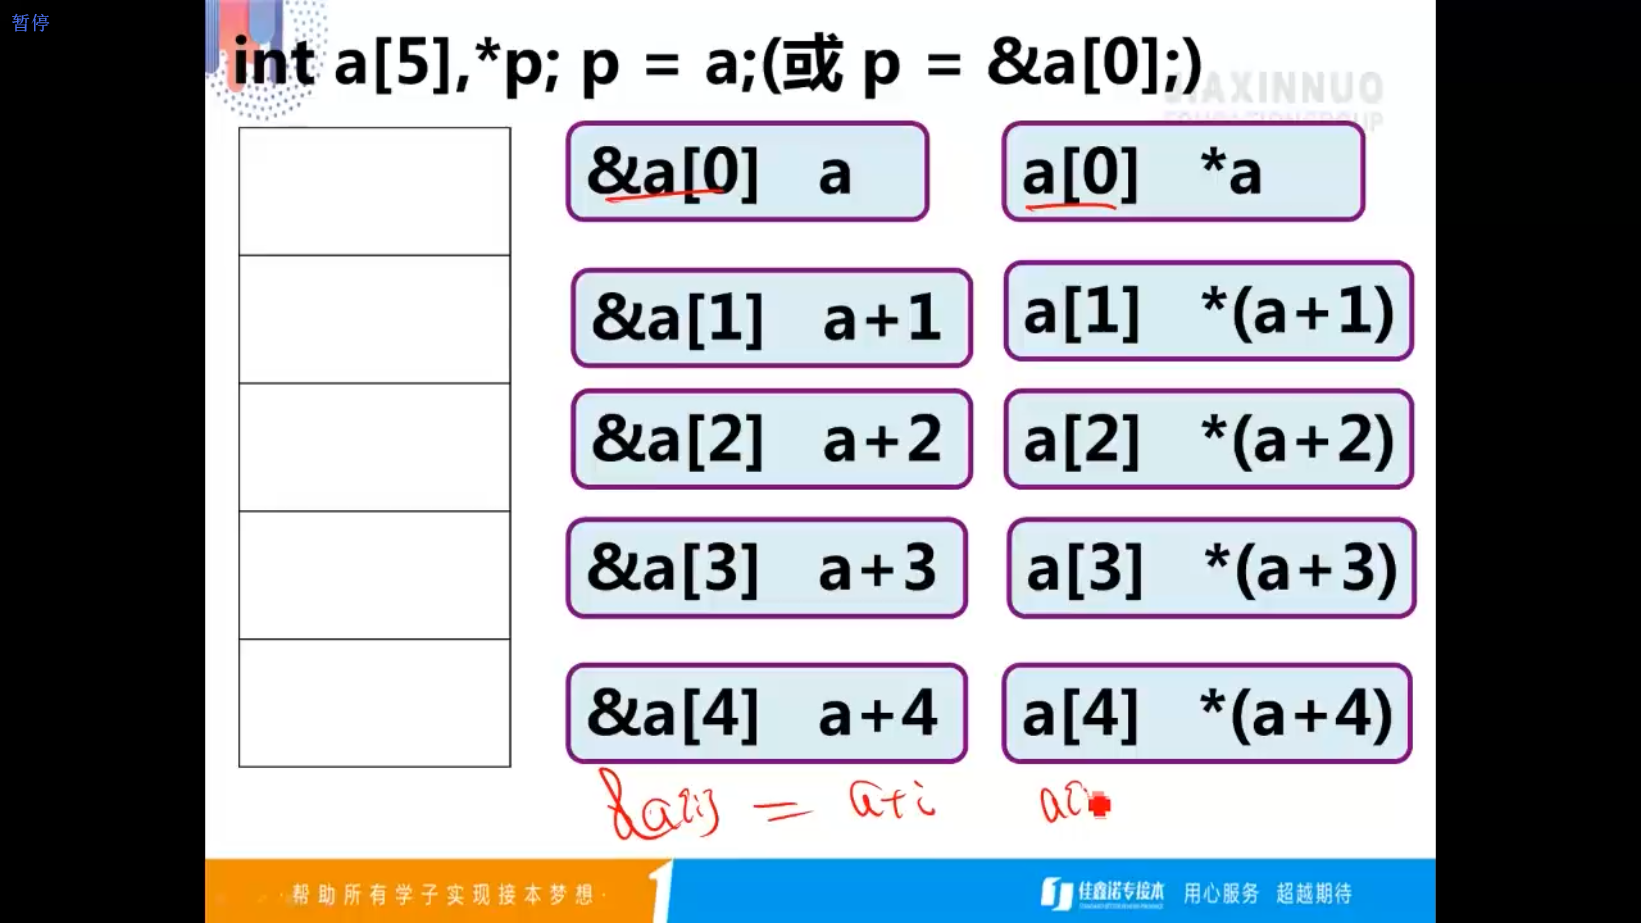 暂停
int a[5],*p; p = a;(或 p = &a[0];)
JIAXINNUO
EDUCATIONGROUP
&a[0] a a[0] *a
&a[1] a+1 a[1] *(a+1)
&a[2] a+2 a[2] *(a+2)
&a[3] a+3 a[3] *(a+3)
&a[4] a+4 a[4] *(a+4)
&a[i] = a+i a[i
·帮助所有学子实现接本梦想·
佳鑫诺专接本 用心服务 超越期待